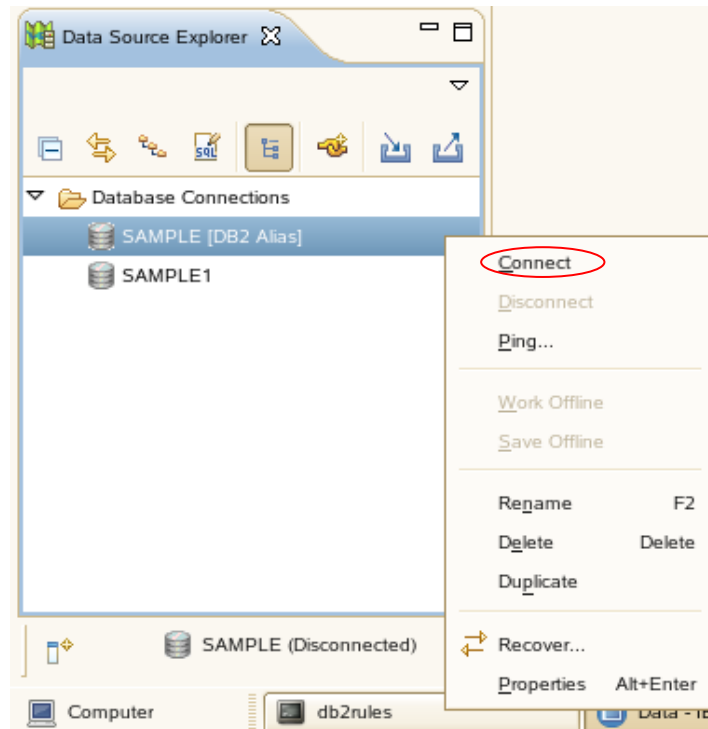 Data Source Explorer
SQL
Database Connections
SAMPLE [DB2 Alias]
SAMPLE1
Connect
Disconnect
Ping...
Work Offline
Save Offline
Rename F2
Delete Delete
Duplicate
Recover...
Properties Alt+Enter
SAMPLE (Disconnected)
Computer
db2rules
Data -